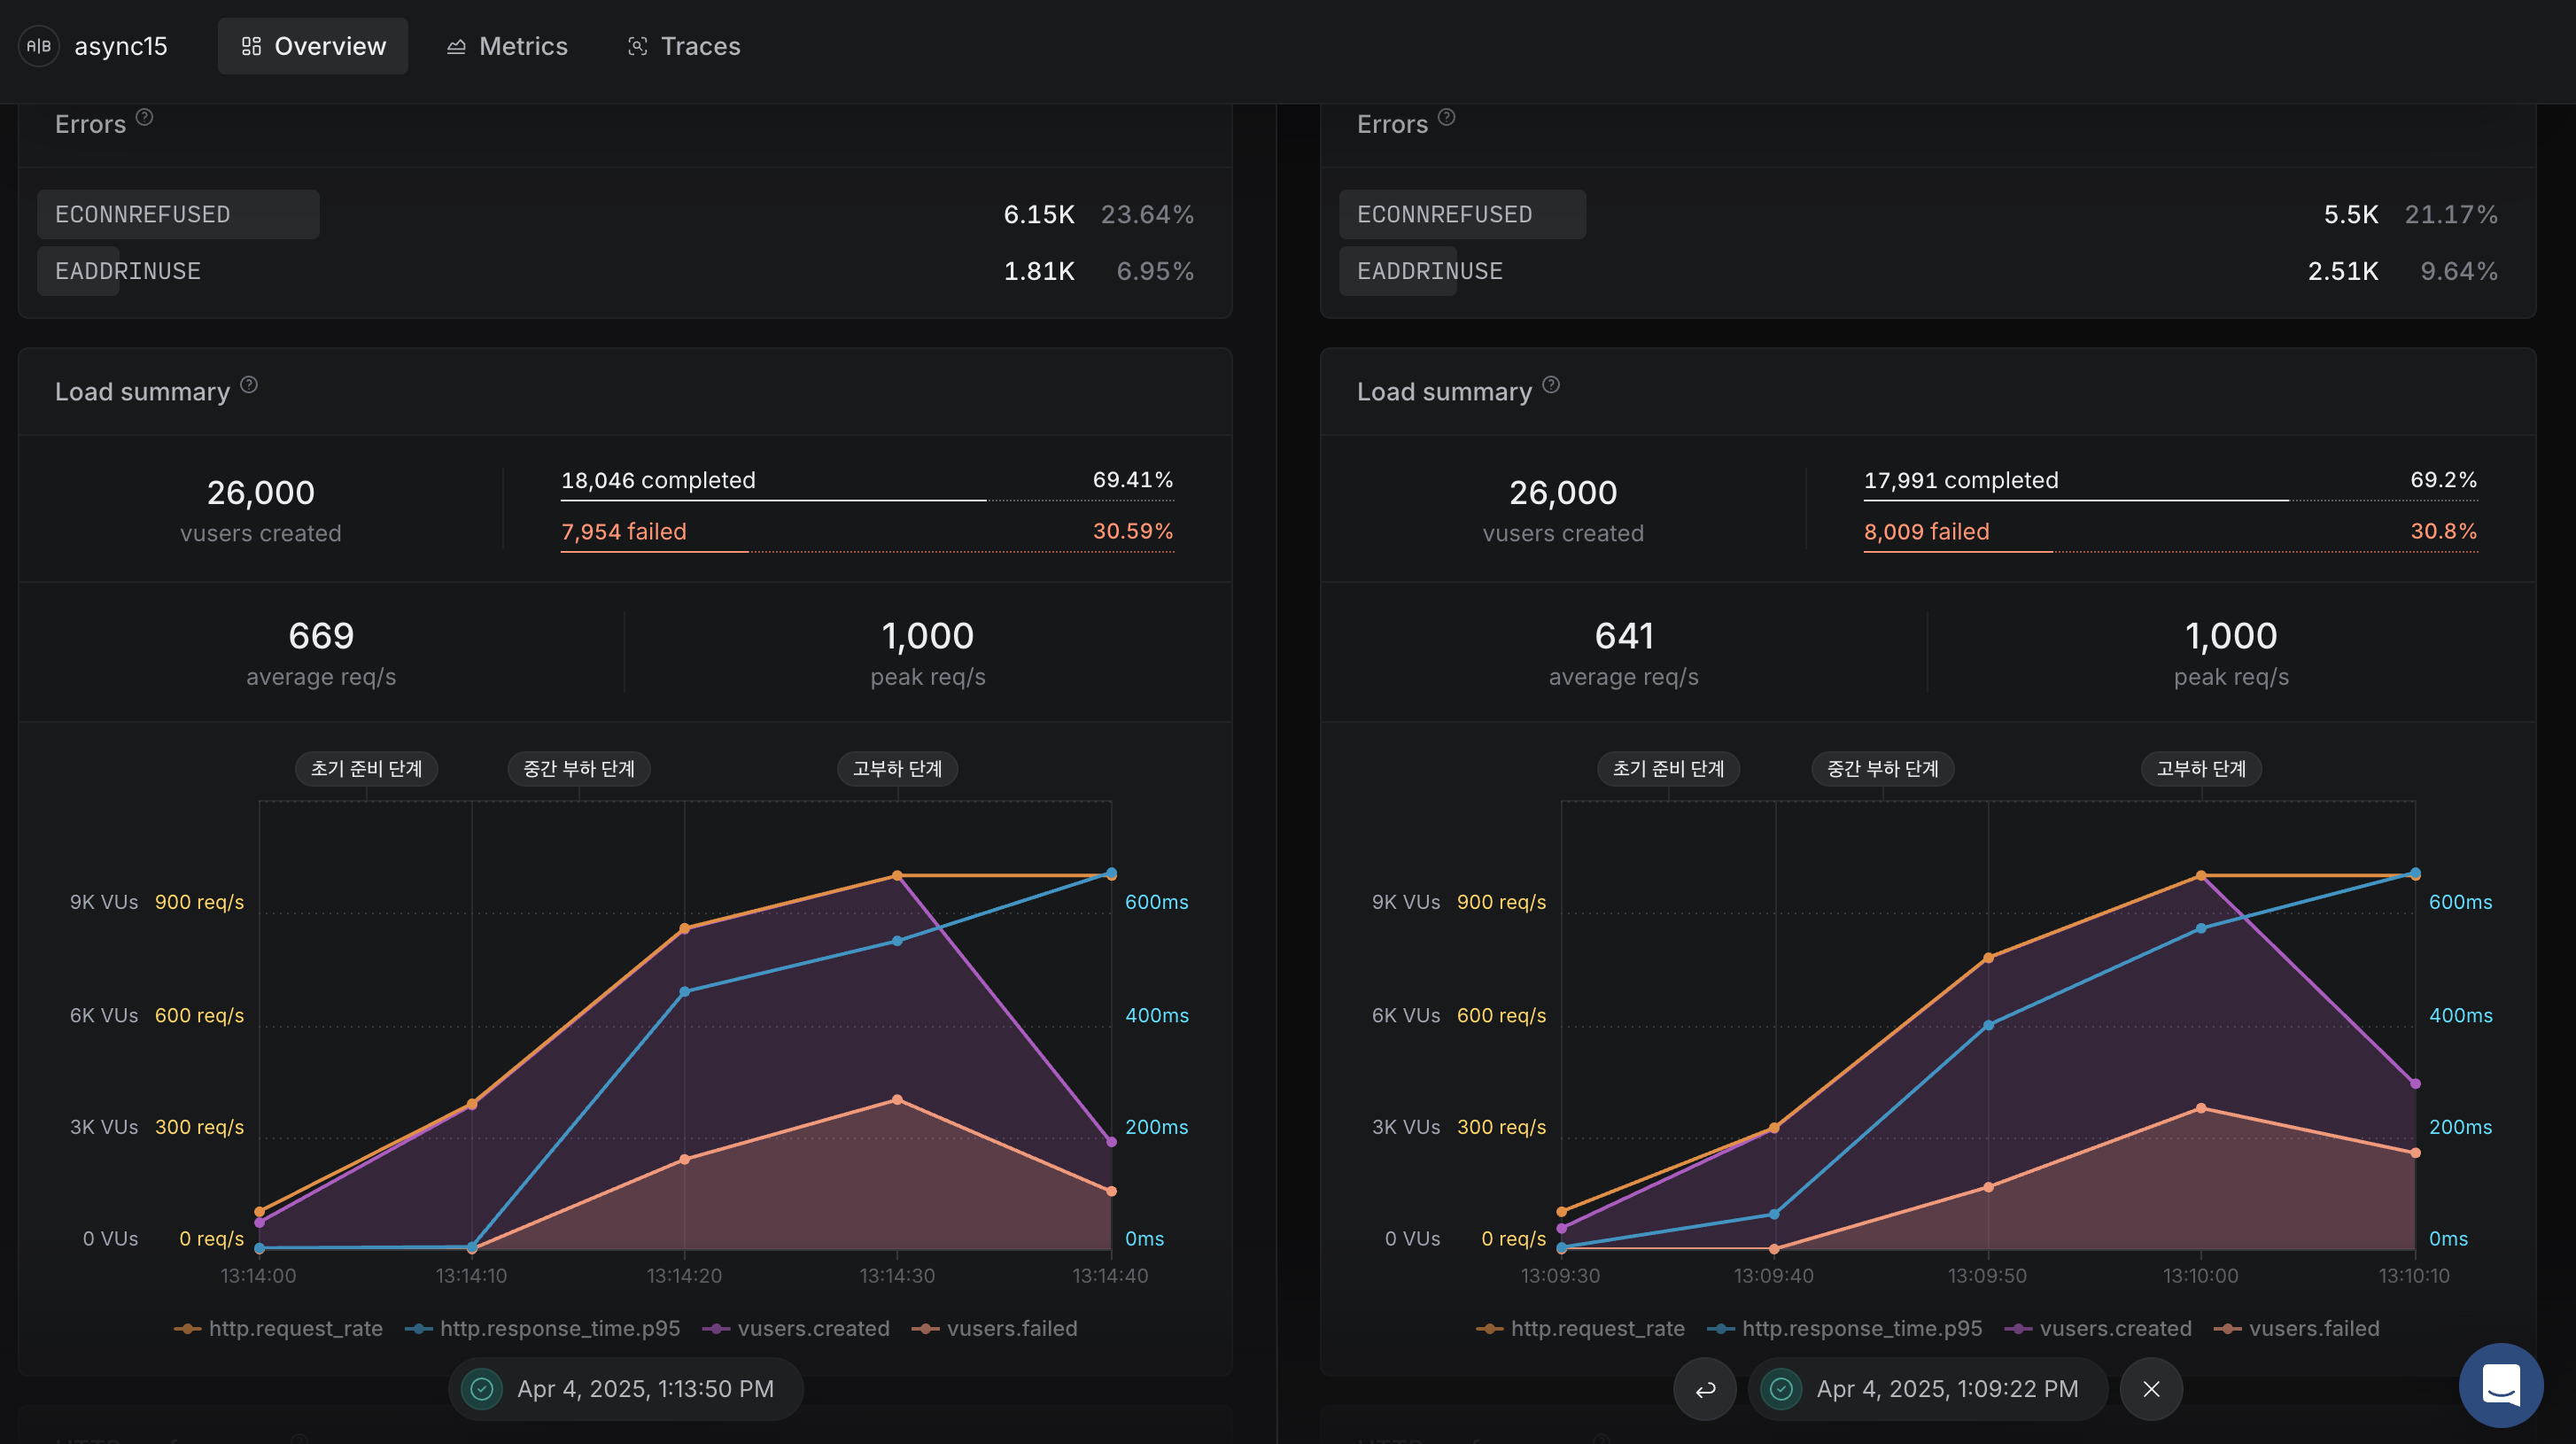 A|B async15 Overview Metrics Traces
Errors ?
ECONNREFUSED 6.15K 23.64%
EADDRINUSE 1.81K 6.95%
Load summary ?
26,000
vusers created
18,046 completed 69.41%
7,954 failed 30.59%
669
average req/s
1,000
peak req/s
초기 준비 단계 중간 부하 단계 고부하 단계
9K VUs 900 req/s 600ms
6K VUs 600 req/s 400ms
3K VUs 300 req/s 200ms
0 VUs 0 req/s 0ms
13:14:00 13:14:10 13:14:20 13:14:30 13:14:40
http.request_rate http.response_time.p95 vusers.created vusers.failed
Apr 4, 2025, 1:13:50 PM
Errors ?
ECONNREFUSED 5.5K 21.17%
EADDRINUSE 2.51K 9.64%
Load summary ?
26,000
vusers created
17,991 completed 69.2%
8,009 failed 30.8%
641
average req/s
1,000
peak req/s
초기 준비 단계 중간 부하 단계 고부하 단계
9K VUs 900 req/s 600ms
6K VUs 600 req/s 400ms
3K VUs 300 req/s 200ms
0 VUs 0 req/s 0ms
13:09:30 13:09:40 13:09:50 13:10:00 13:10:10
http.request_rate http.response_time.p95 vusers.created vusers.failed
Apr 4, 2025, 1:09:22 PM